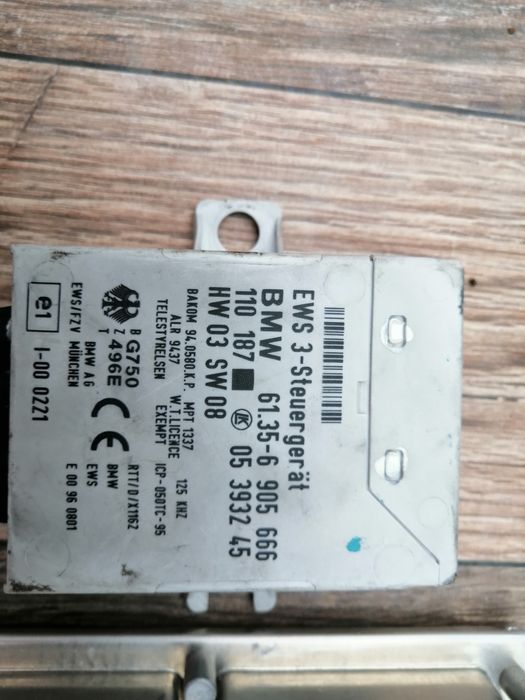 EWS 3-Steuergerät
BMW 61.35-6 905 666
110 187 LK 05 3932 45
HW 03 SW 08
BAKOM 94.0580.K.P. MPT 1337 125 KHZ
ALR 9437 W.T.LICENCE ICP-050TC-95
TELESTYRELSEN EXEMPT
B Z T G750 496E CE RTT/D/X1162
BMW AG BMW EWS
EWS/FZV MÜNCHEN E 00 96 0801
e1 1-00 0221